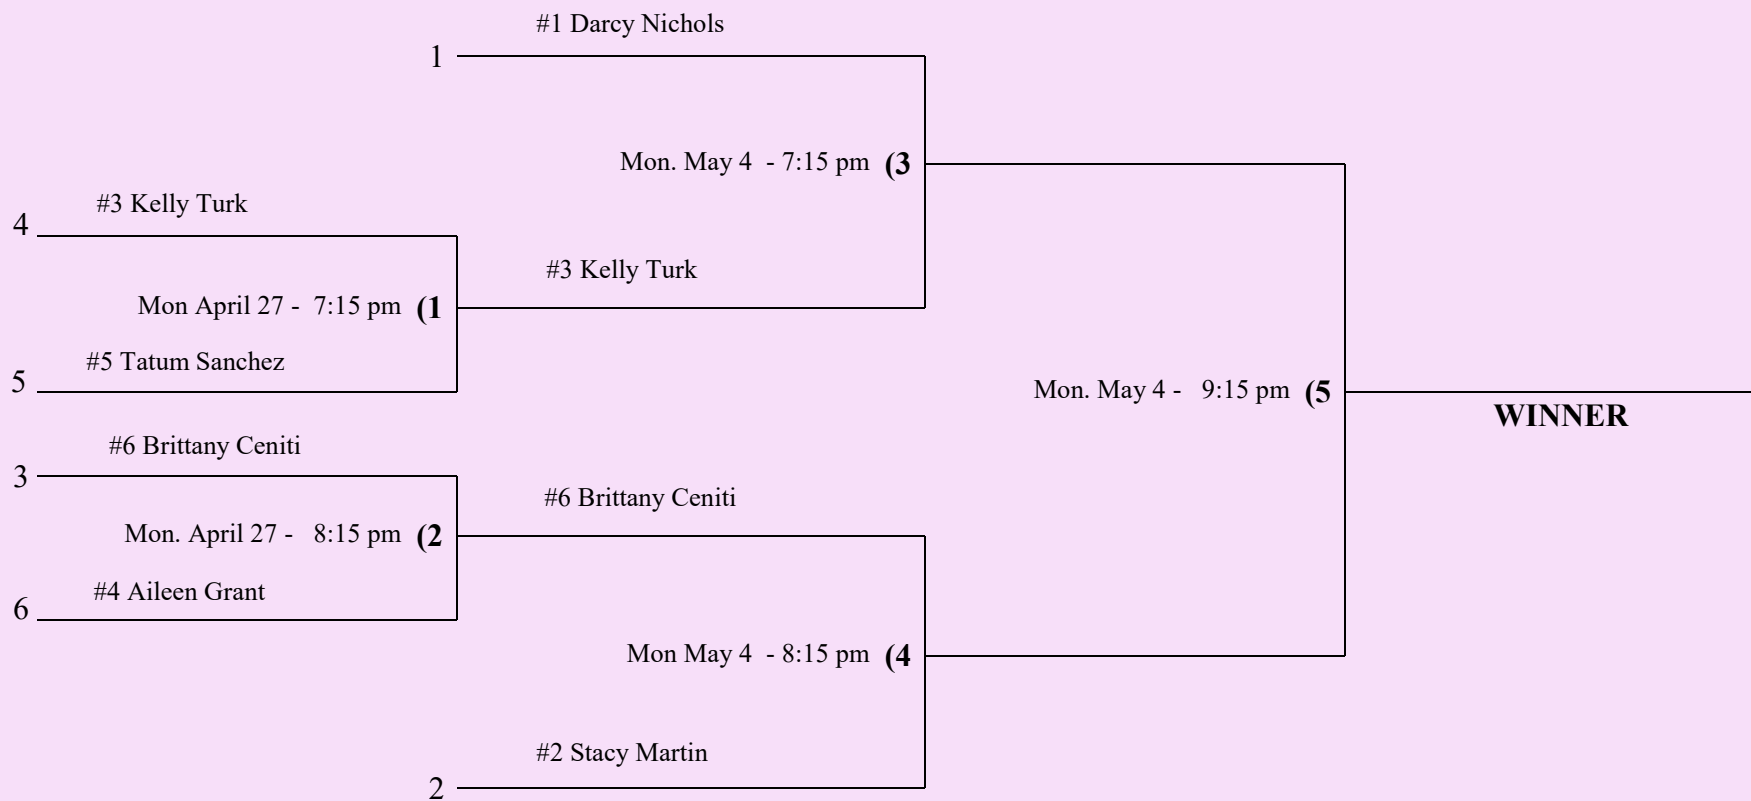 #1 Darcy Nichols
1
Mon. May 4  - 7:15 pm (3
#3 Kelly Turk
4
#3 Kelly Turk
Mon April 27 -  7:15 pm (1
#5 Tatum Sanchez
5
Mon. May 4 -   9:15 pm (5
WINNER
#6 Brittany Ceniti
3
#6 Brittany Ceniti
Mon. April 27 -   8:15 pm (2
#4 Aileen Grant
6
Mon May 4  - 8:15 pm (4
#2 Stacy Martin
2